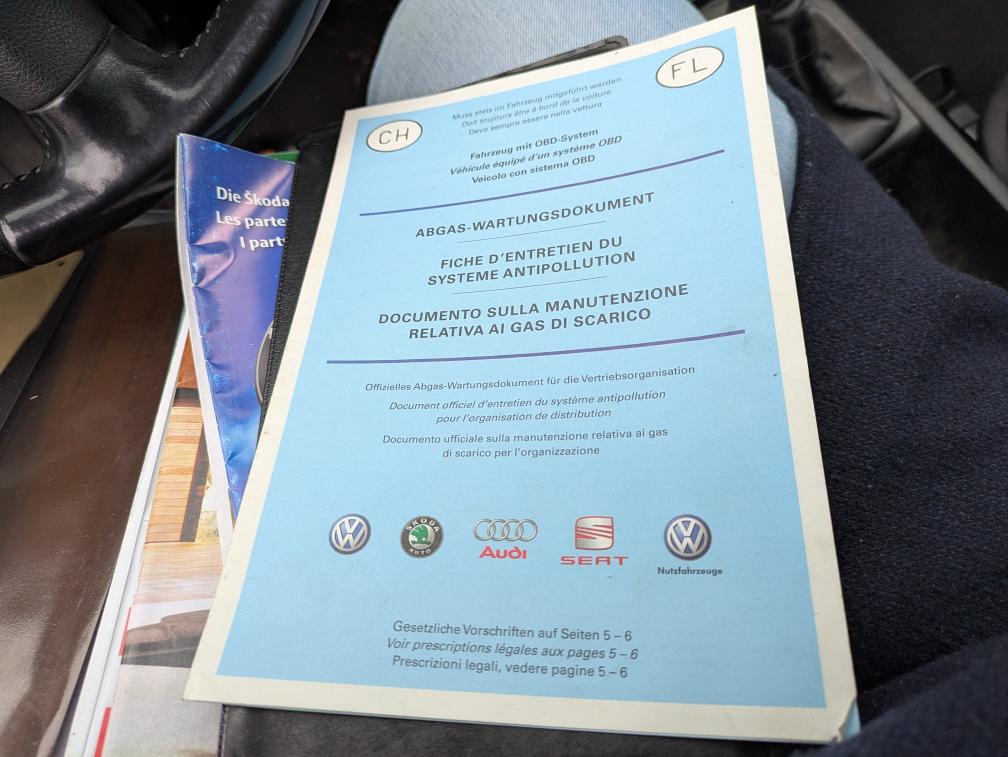 CH
FL
Muss stets im Fahrzeug mitgeführt werden
Doit toujours être à bord de la voiture
Deve sempre essere nella vettura
Fahrzeug mit OBD-System
Véhicule équipé d'un système OBD
Veicolo con sistema OBD
ABGAS-WARTUNGSDOKUMENT
FICHE D'ENTRETIEN DU
SYSTEME ANTIPOLLUTION
DOCUMENTO SULLA MANUTENZIONE
RELATIVA AI GAS DI SCARICO
Offizielles Abgas-Wartungsdokument für die Vertriebsorganisation
Document officiel d'entretien du système antipollution
pour l'organisation de distribution
Documento ufficiale sulla manutenzione relativa ai gas
di scarico per l'organizzazione
VW
ŠKODA
AUTO
Audi
SEAT
VW
Nutzfahrzeuge
Gesetzliche Vorschriften auf Seiten 5 – 6
Voir prescriptions légales aux pages 5 – 6
Prescrizioni legali, vedere pagine 5 – 6
Die Škoda
Les parte
I part